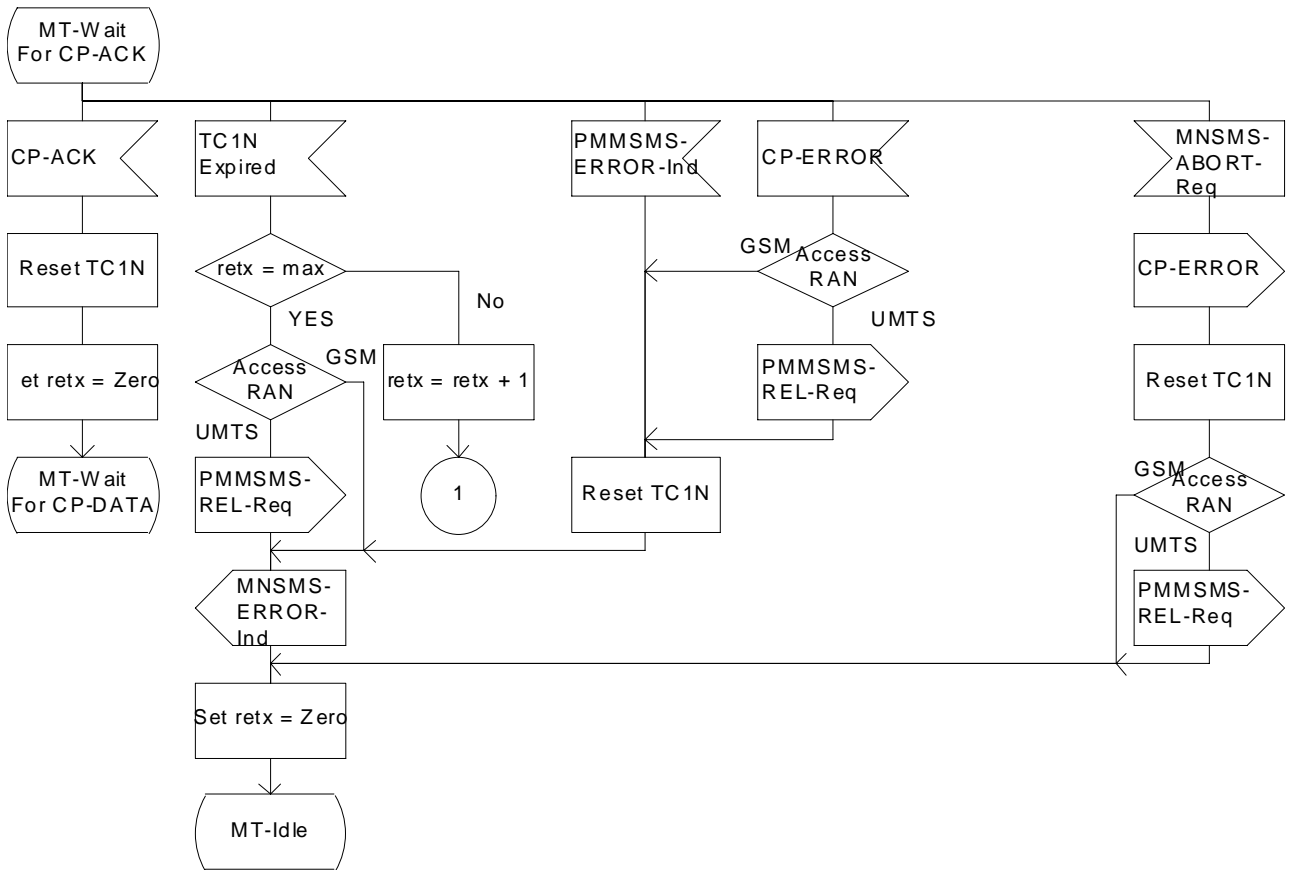 MT-Wait
For CP-ACK
CP-ACK
TC1N
Expired
PMMSMS-
ERROR-Ind
CP-ERROR
MNSMS-
ABORT-
Req
Reset TC1N
retx = max
No
YES
GSM
Access
RAN
UMTS
CP-ERROR
et retx = Zero
Access
RAN
GSM
UMTS
retx = retx + 1
PMMSMS-
REL-Req
Reset TC1N
MT-Wait
For CP-DATA
PMMSMS-
REL-Req
1
Reset TC1N
GSM
Access
RAN
UMTS
MNSMS-
ERROR-
Ind
PMMSMS-
REL-Req
Set retx = Zero
MT-Idle